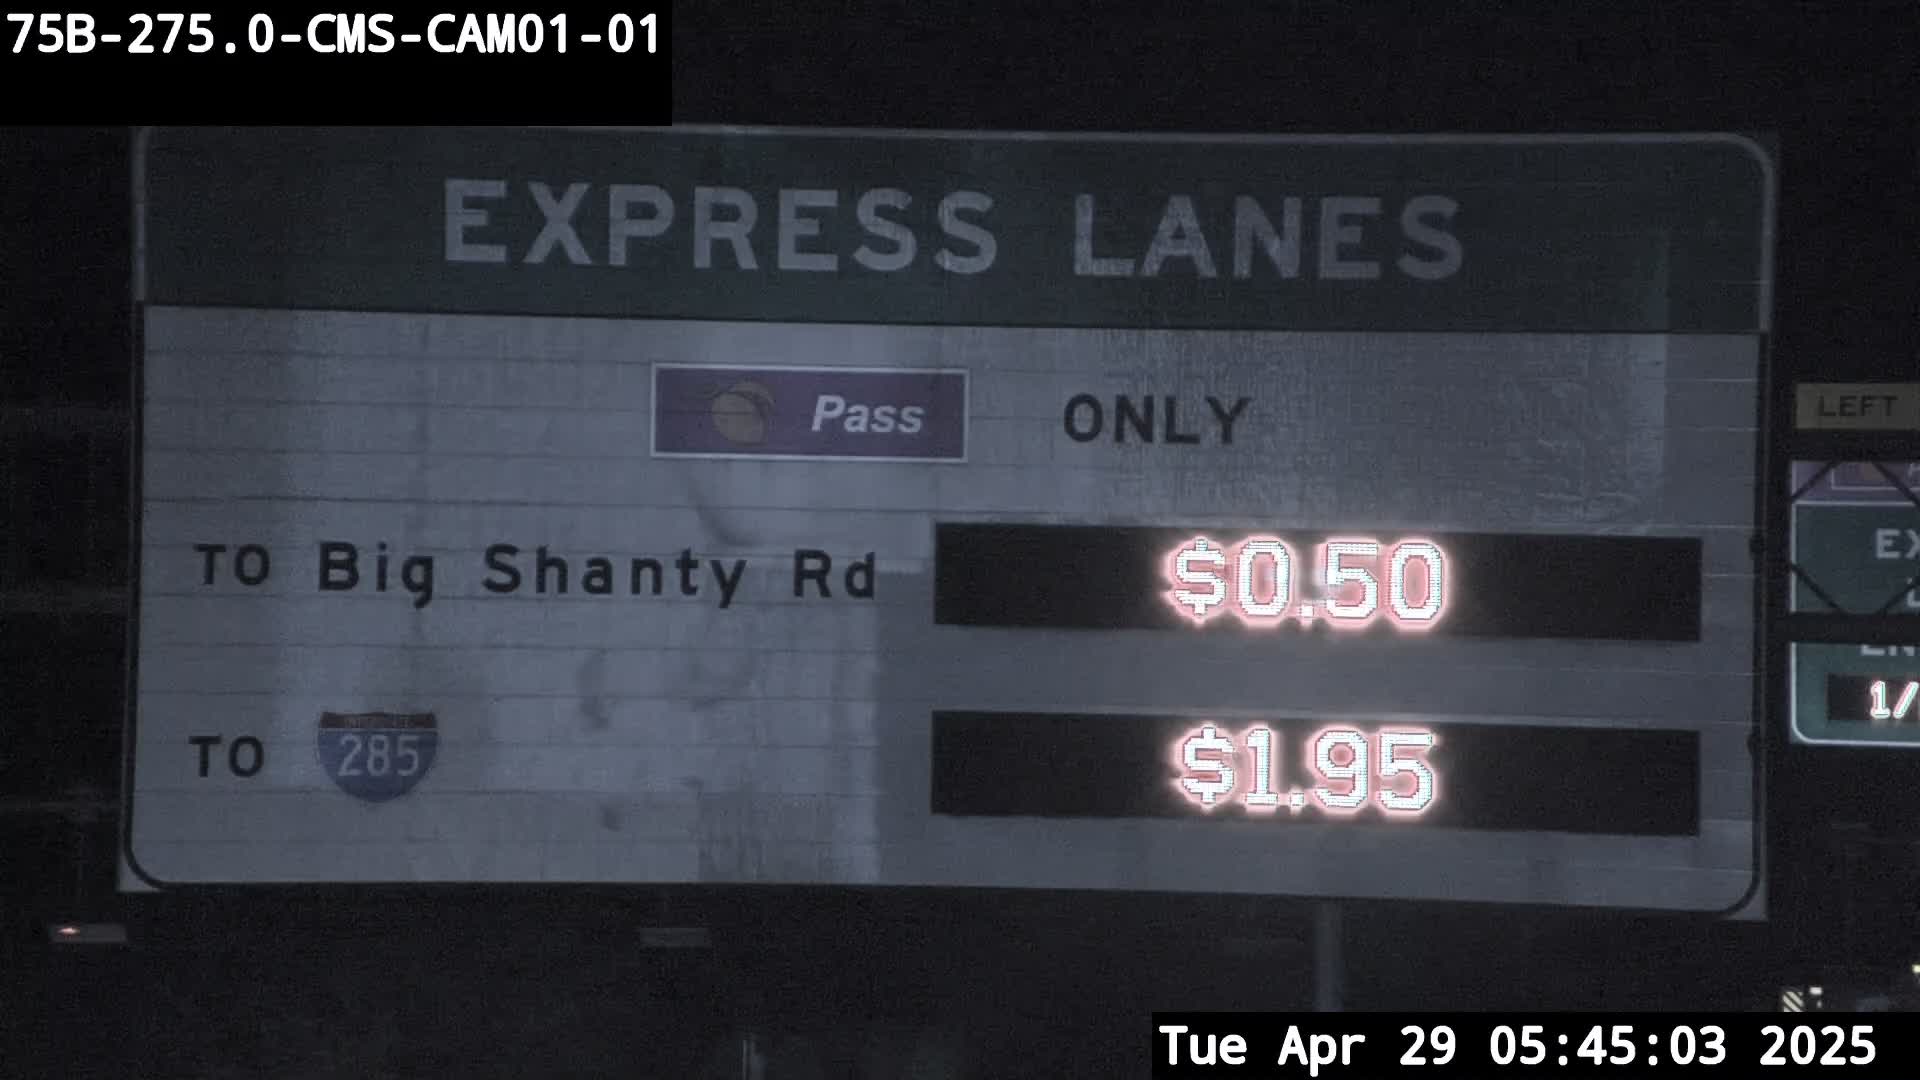 75B-275.0-CMS-CAM01-01
EXPRESS LANES
Pass ONLY
TO Big Shanty Rd $0.50
TO 285 $1.95
LEFT
1/
Tue Apr 29 05:45:03 2025